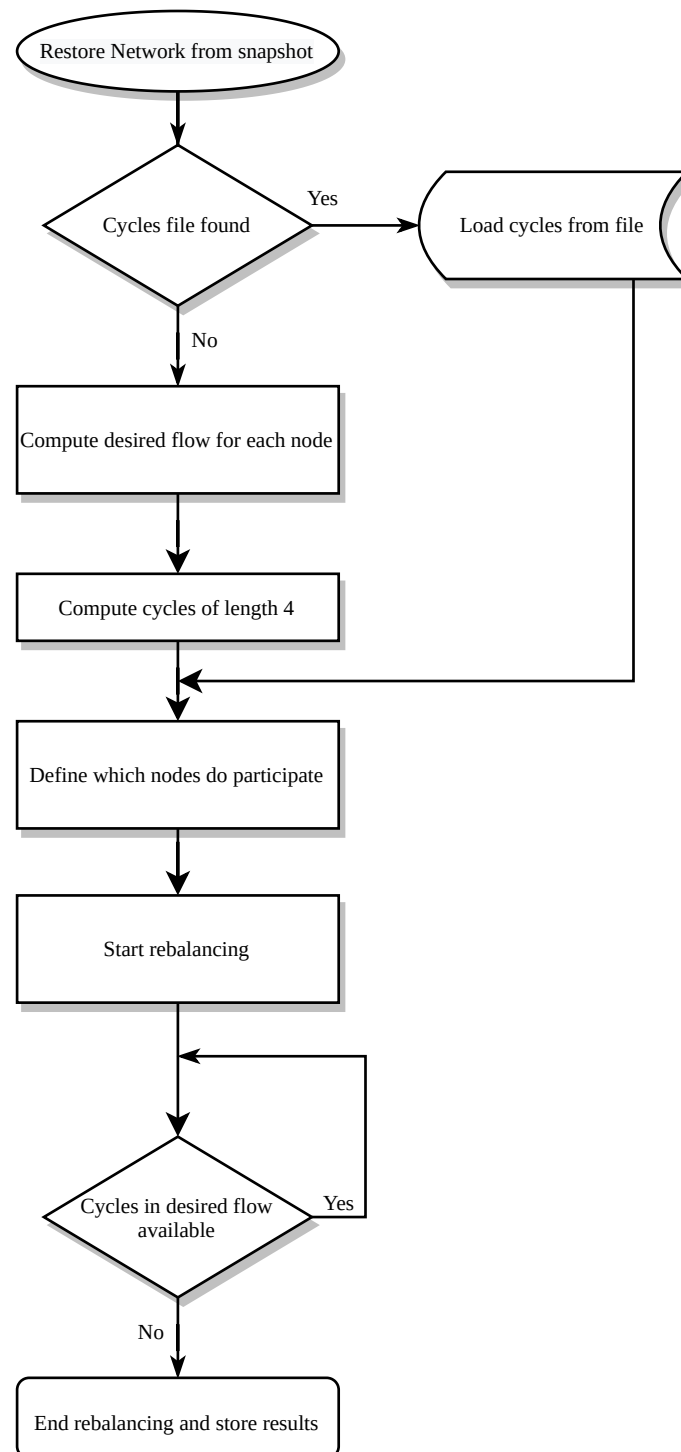 Restore Network from snapshot
Yes
Cycles file found
Load cycles from file
No
Compute desired flow for each node
Compute cycles of length 4
Define which nodes do participate
Start rebalancing
Cycles in desired flow
available
Yes
No
End rebalancing and store results